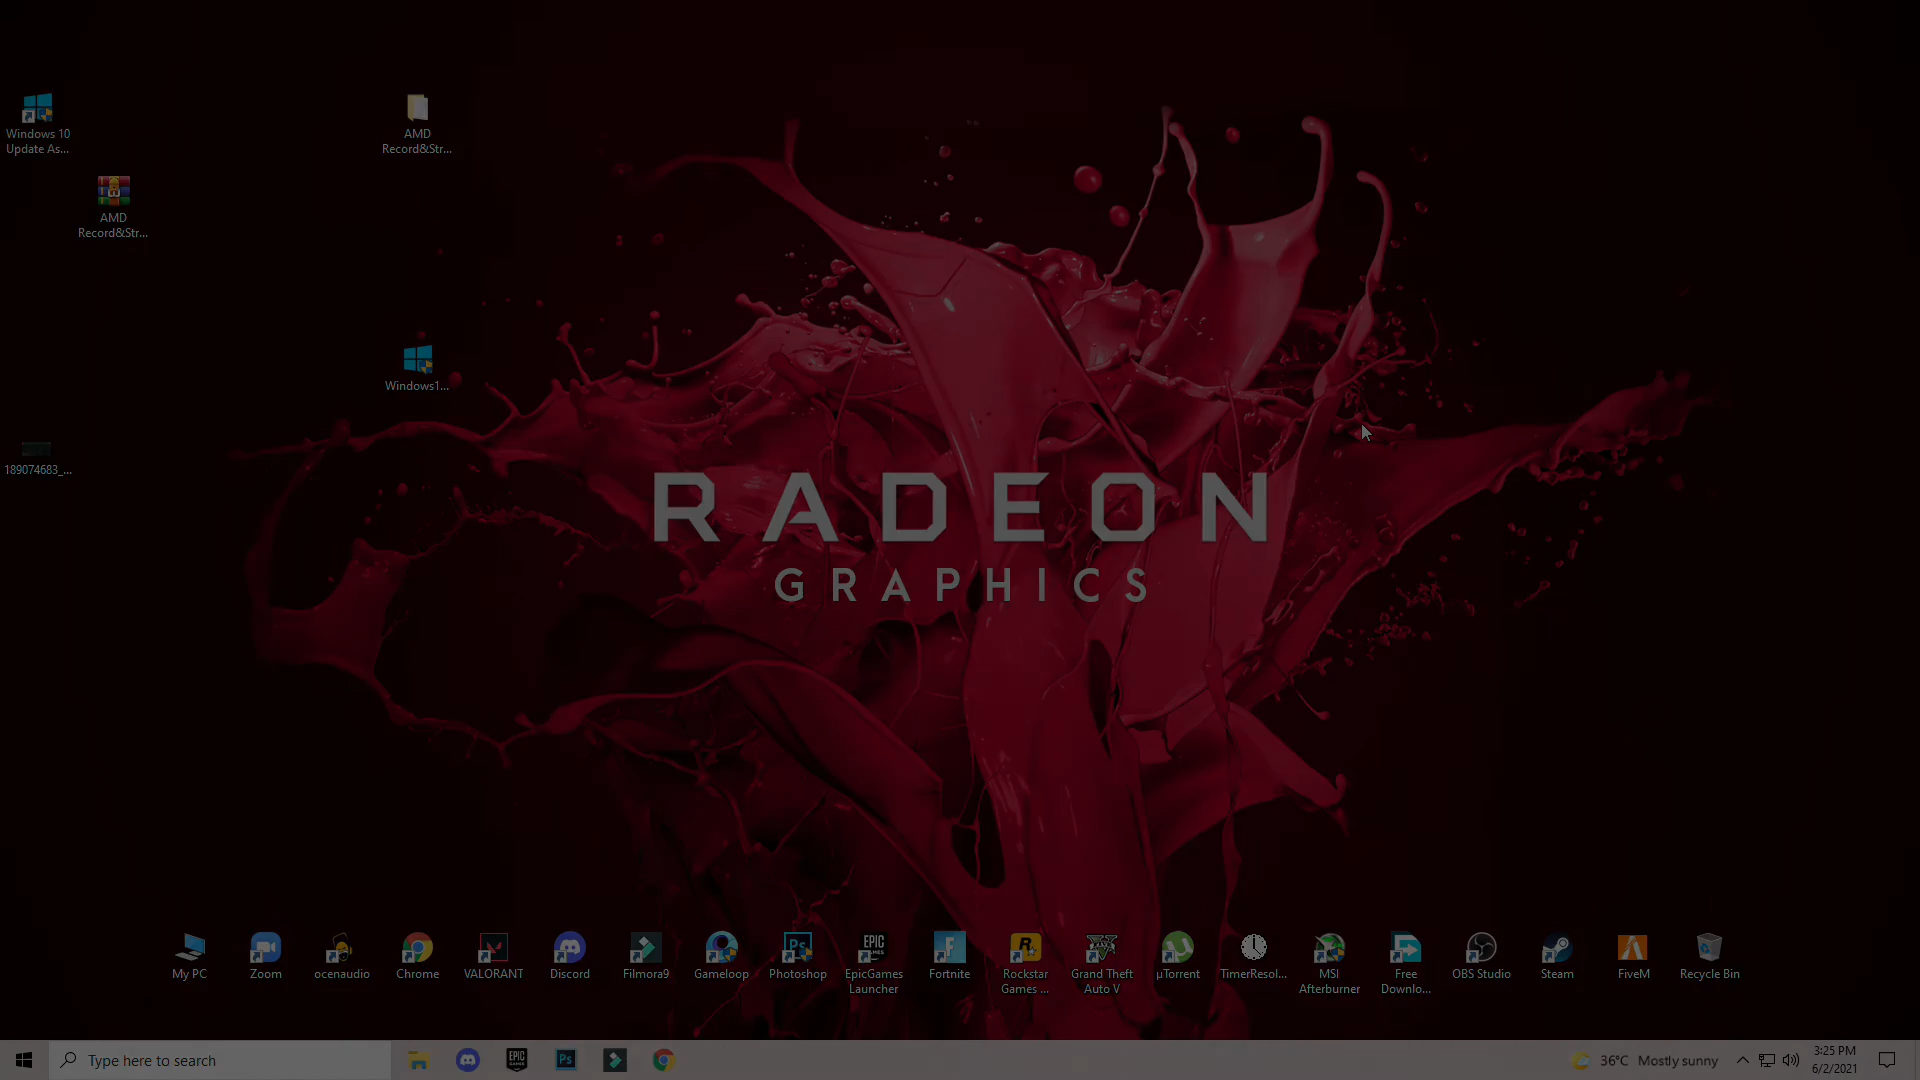 Windows 10
Update As...
AMD
Record&Str...
AMD
Record&Str...
Windows1...
189074683_...
RADEON
GRAPHICS
My PC
Zoom
ocenaudio
Chrome
VALORANT
Discord
Filmora9
Gameloop
Photoshop
EpicGames
Launcher
Fortnite
Rockstar
Games ...
Grand Theft
Auto V
µTorrent
TimerResol...
MSI
Afterburner
Free
Downlo...
OBS Studio
Steam
FiveM
Recycle Bin
Type here to search
36°C Mostly sunny
3:25 PM
6/2/2021